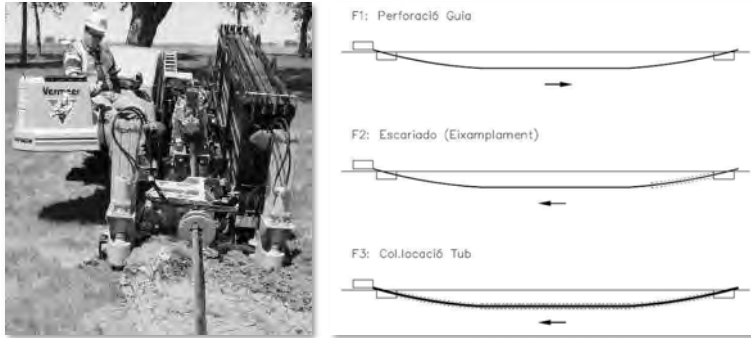 Vermeer
F1: Perforació Guia
F2: Escariado (Eixamplament)
F3: Col.locació Tub